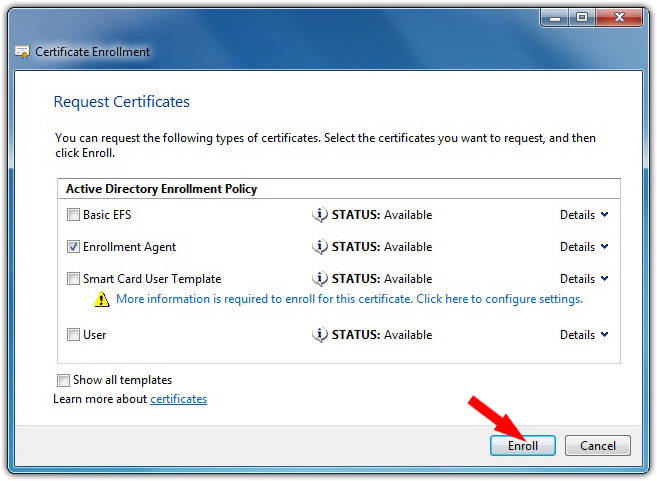 Certificate Enrollment
Request Certificates
You can request the following types of certificates. Select the certificates you want to request, and then
click Enroll.
Active Directory Enrollment Policy
Basic EFS STATUS: Available Details
Enrollment Agent STATUS: Available Details
Smart Card User Template STATUS: Available Details
More information is required to enroll for this certificate. Click here to configure settings.
User STATUS: Available Details
Show all templates
Learn more about certificates
Enroll Cancel